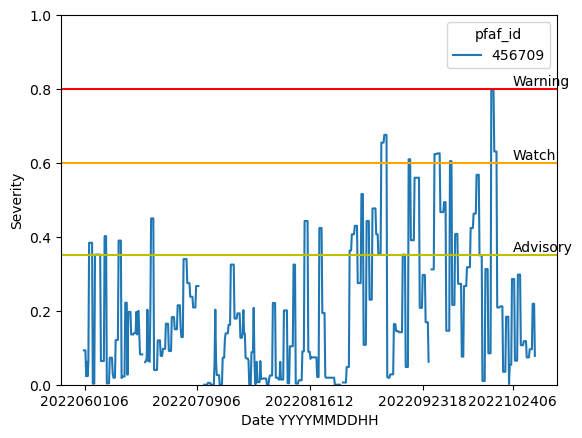 1.0
0.8
0.6
0.4
0.2
0.0
Severity
pfaf_id
456709
Warning
Watch
Advisory
2022060106
2022070906
2022081612
2022092318
2022102406
Date YYYYMMDDHH